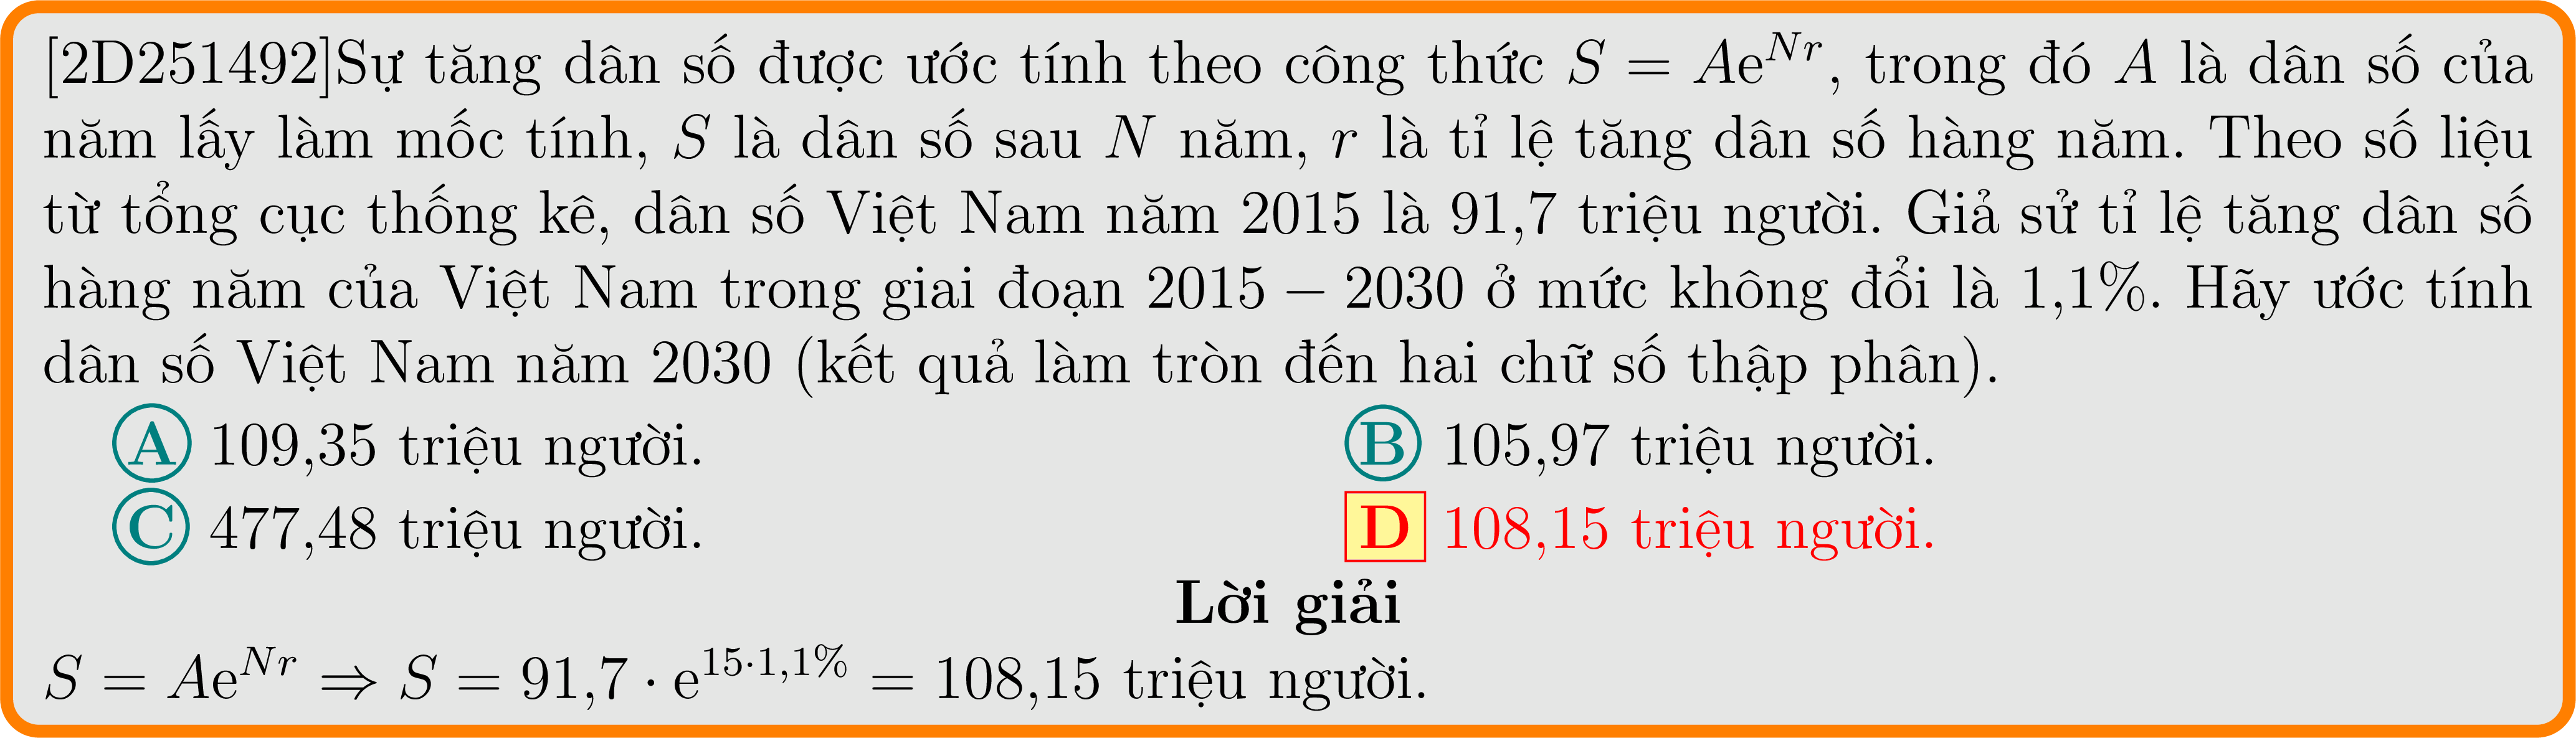 [2D251492]Sự tăng dân số được ước tính theo công thức S = Ae^{Nr}, trong đó A là dân số của
năm lấy làm mốc tính, S là dân số sau N năm, r là tỉ lệ tăng dân số hàng năm. Theo số liệu
từ tổng cục thống kê, dân số Việt Nam năm 2015 là 91,7 triệu người. Giả sử tỉ lệ tăng dân số
hàng năm của Việt Nam trong giai đoạn 2015 − 2030 ở mức không đổi là 1,1%. Hãy ước tính
dân số Việt Nam năm 2030 (kết quả làm tròn đến hai chữ số thập phân).
A 109,35 triệu người. B 105,97 triệu người.
C 477,48 triệu người. D 108,15 triệu người.
Lời giải
S = Ae^{Nr} ⇒ S = 91,7 · e^{15·1,1%} = 108,15 triệu người.